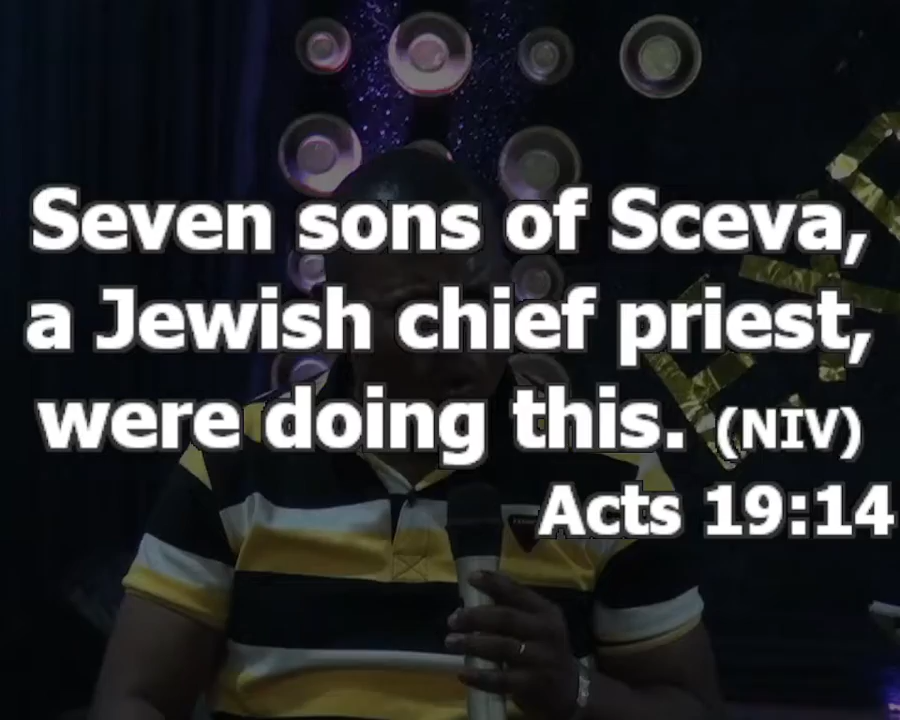 Seven sons of Sceva,
a Jewish chief priest,
were doing this. (NIV)
Acts 19:14